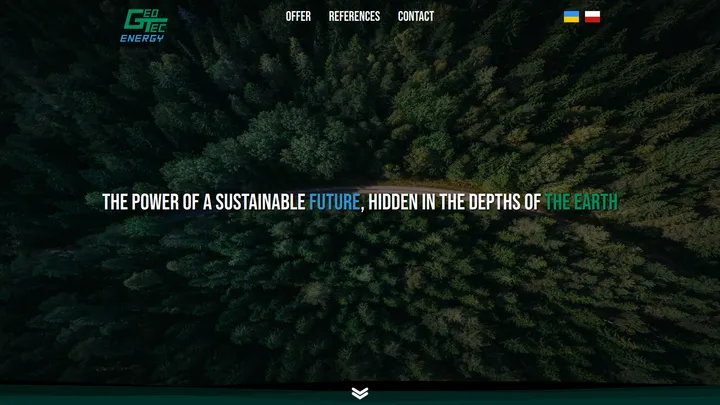 GEO
TEC
ENERGY
OFFER REFERENCES CONTACT
THE POWER OF A SUSTAINABLE FUTURE, HIDDEN IN THE DEPTHS OF THE EARTH